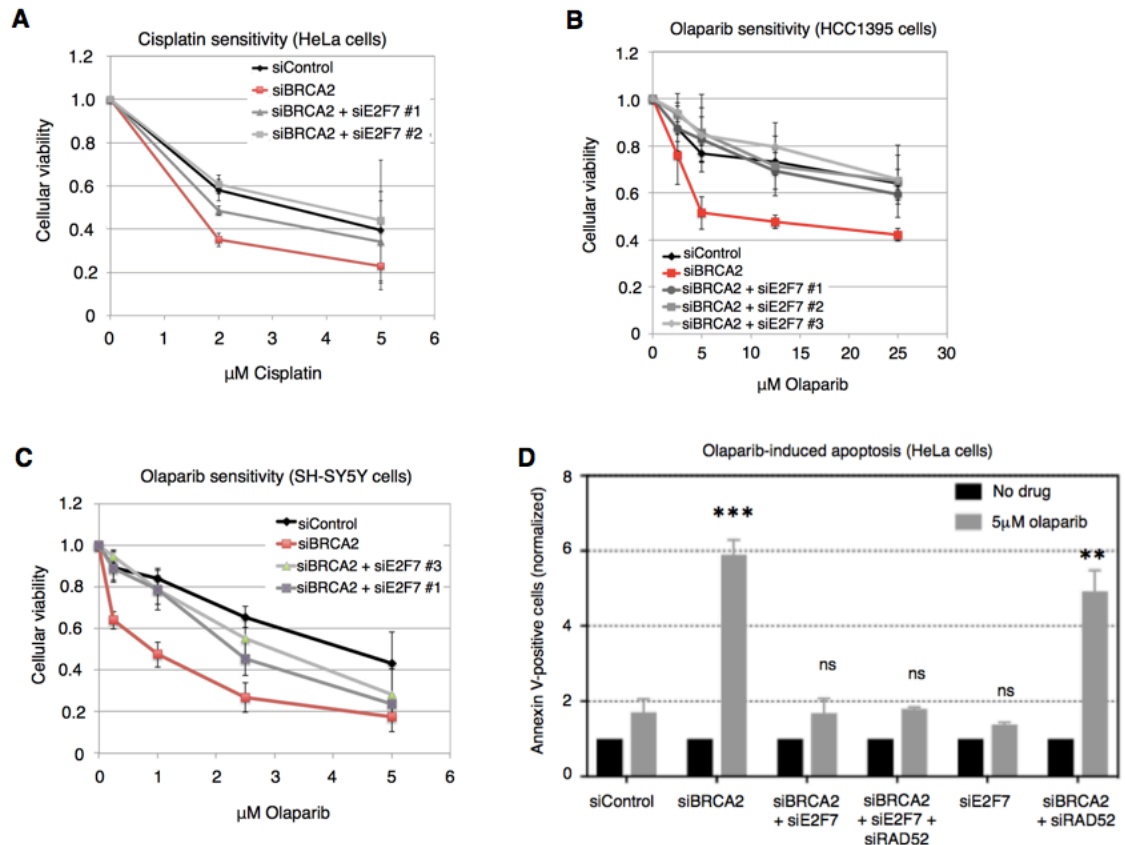 A
Cisplatin sensitivity (HeLa cells)
1.2
1.0
0.8
0.6
0.4
0.2
0
Cellular viability
siControl
siBRCA2
siBRCA2 + siE2F7 #1
siBRCA2 + siE2F7 #2
0 1 2 3 4 5 6
µM Cisplatin
B
Olaparib sensitivity (HCC1395 cells)
1.2
1.0
0.8
0.6
0.4
0.2
0
Cellular viability
siControl
siBRCA2
siBRCA2 + siE2F7 #1
siBRCA2 + siE2F7 #2
siBRCA2 + siE2F7 #3
0 5 10 15 20 25 30
µM Olaparib
C
Olaparib sensitivity (SH-SY5Y cells)
1.2
1.0
0.8
0.6
0.4
0.2
0
Cellular viability
siControl
siBRCA2
siBRCA2 + siE2F7 #3
siBRCA2 + siE2F7 #1
0 1 2 3 4 5 6
µM Olaparib
D
Olaparib-induced apoptosis (HeLa cells)
8
6
4
2
0
Annexin V-positive cells (normalized)
No drug
5µM olaparib
***
**
ns
ns
ns
siControl
siBRCA2
siBRCA2
+ siE2F7
siBRCA2
+ siE2F7 +
siRAD52
siE2F7
siBRCA2
+ siRAD52